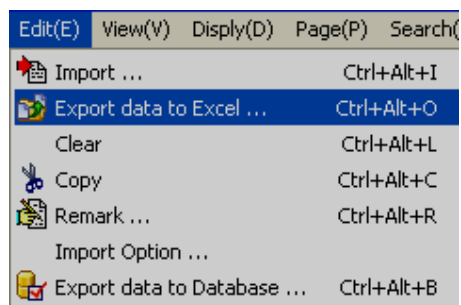 Edit(E) View(V) Disply(D) Page(P) Search(
Import ... Ctrl+Alt+I
Export data to Excel ... Ctrl+Alt+O
Clear Ctrl+Alt+L
Copy Ctrl+Alt+C
Remark ... Ctrl+Alt+R
Import Option ...
Export data to Database ... Ctrl+Alt+B